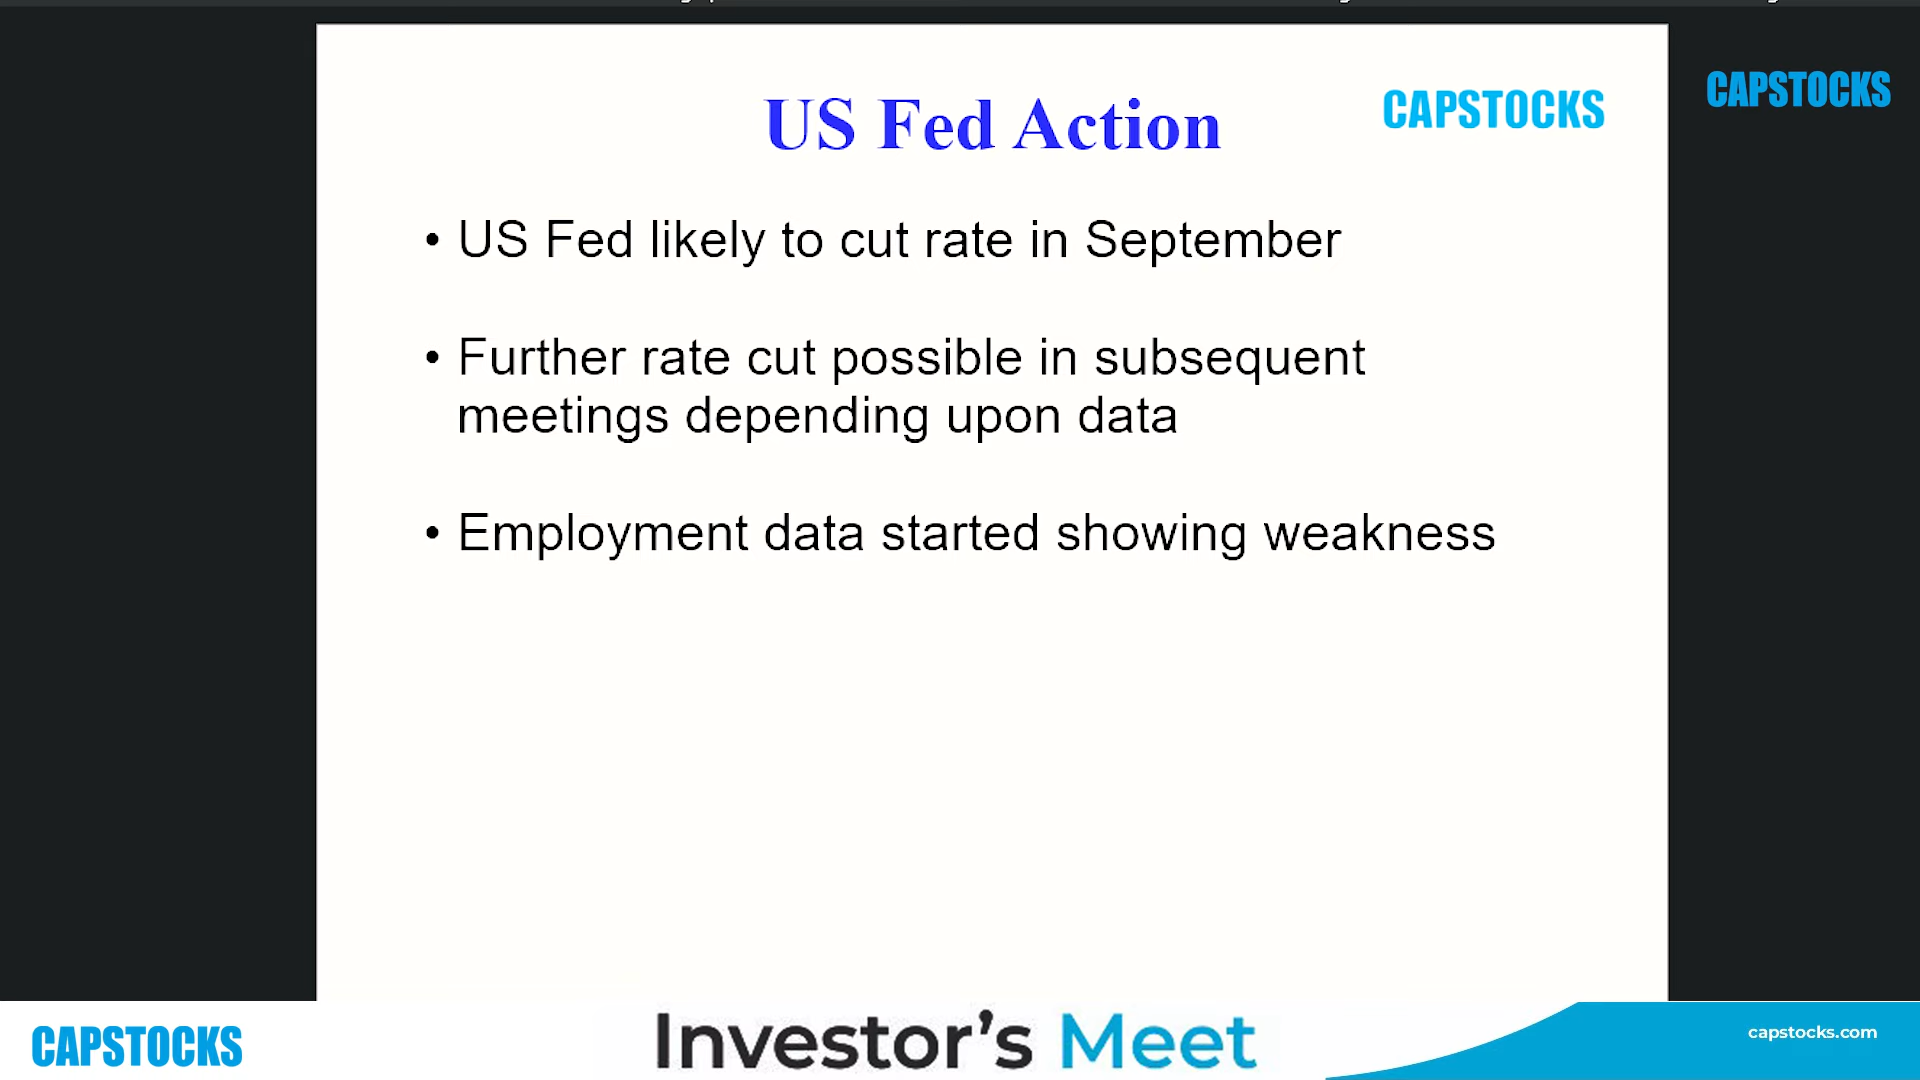 US Fed Action
CAPSTOCKS
CAPSTOCKS
• US Fed likely to cut rate in September
• Further rate cut possible in subsequent
meetings depending upon data
• Employment data started showing weakness
CAPSTOCKS
Investor's Meet
capstocks.com